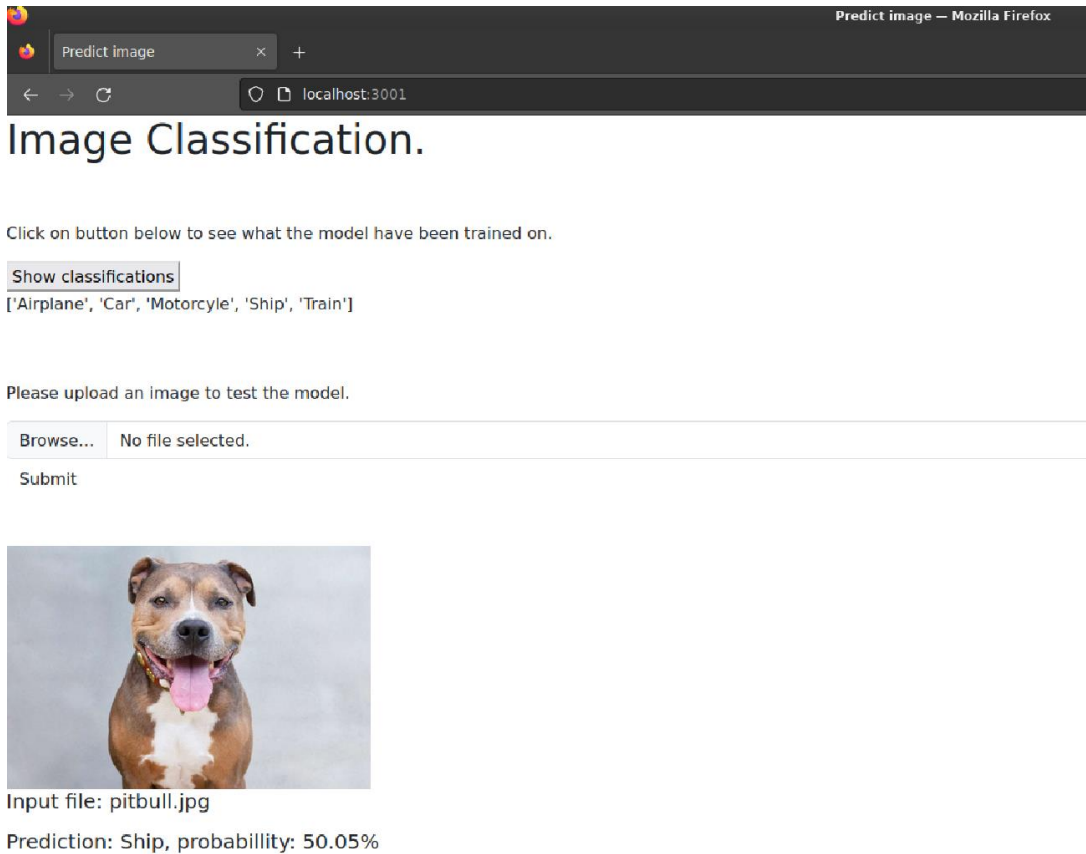 Predict image — Mozilla Firefox
Predict image
localhost:3001
Image Classification.
Click on button below to see what the model have been trained on.
Show classifications
['Airplane', 'Car', 'Motorcyle', 'Ship', 'Train']
Please upload an image to test the model.
Browse... No file selected.
Submit
Input file: pitbull.jpg
Prediction: Ship, probabillity: 50.05%